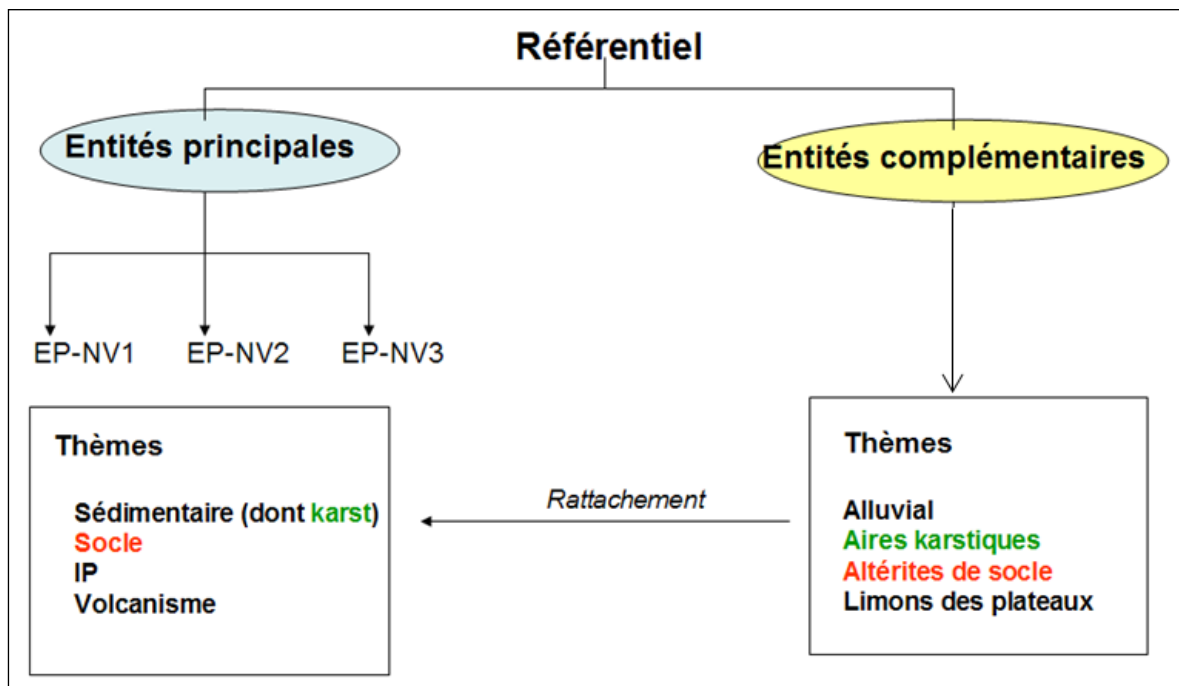 Référentiel
Entités principales
Entités complémentaires
EP-NV1 EP-NV2 EP-NV3
Thèmes
Sédimentaire (dont karst)
Socle
IP
Volcanisme
Rattachement
Thèmes
Alluvial
Aires karstiques
Altérites de socle
Limons des plateaux